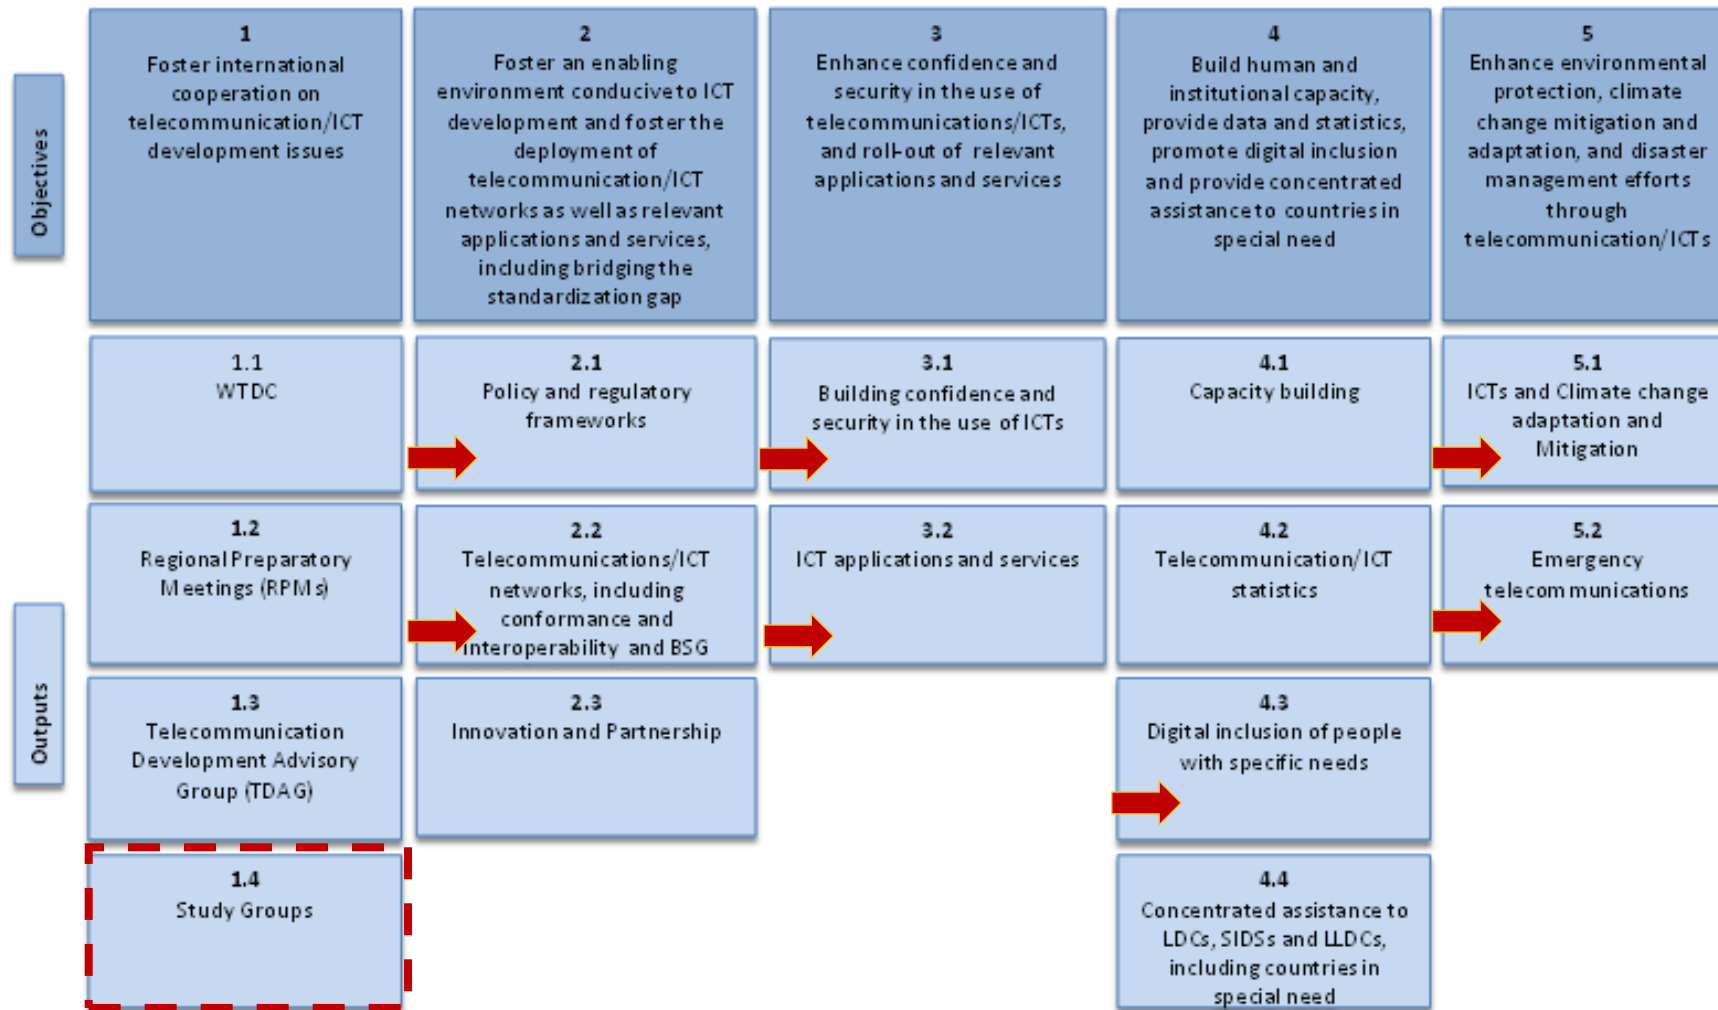 Objectives
1
Foster international
cooperation on
telecommunication/ICT
development issues
2
Foster an enabling
environment conducive to ICT
development and foster the
deployment of
telecommunication/ICT
networks as well as relevant
applications and services,
including bridging the
standardization gap
3
Enhance confidence and
security in the use of
telecommunications/ICTs,
and roll-out of relevant
applications and services
4
Build human and
institutional capacity,
provide data and statistics,
promote digital inclusion
and provide concentrated
assistance to countries in
special need
5
Enhance environmental
protection, climate
change mitigation and
adaptation, and disaster
management efforts
through
telecommunication/ICTs
Outputs
1.1
WTDC
2.1
Policy and regulatory
frameworks
3.1
Building confidence and
security in the use of ICTs
4.1
Capacity building
5.1
ICTs and Climate change
adaptation and
Mitigation
1.2
Regional Preparatory
Meetings (RPMs)
2.2
Telecommunications/ICT
networks, including
conformance and
interoperability and BSG
3.2
ICT applications and services
4.2
Telecommunication/ICT
statistics
5.2
Emergency
telecommunications
1.3
Telecommunication
Development Advisory
Group (TDAG)
2.3
Innovation and Partnership
4.3
Digital inclusion of people
with specific needs
1.4
Study Groups
4.4
Concentrated assistance to
LDCs, SIDSs and LLDCs,
including countries in
special need